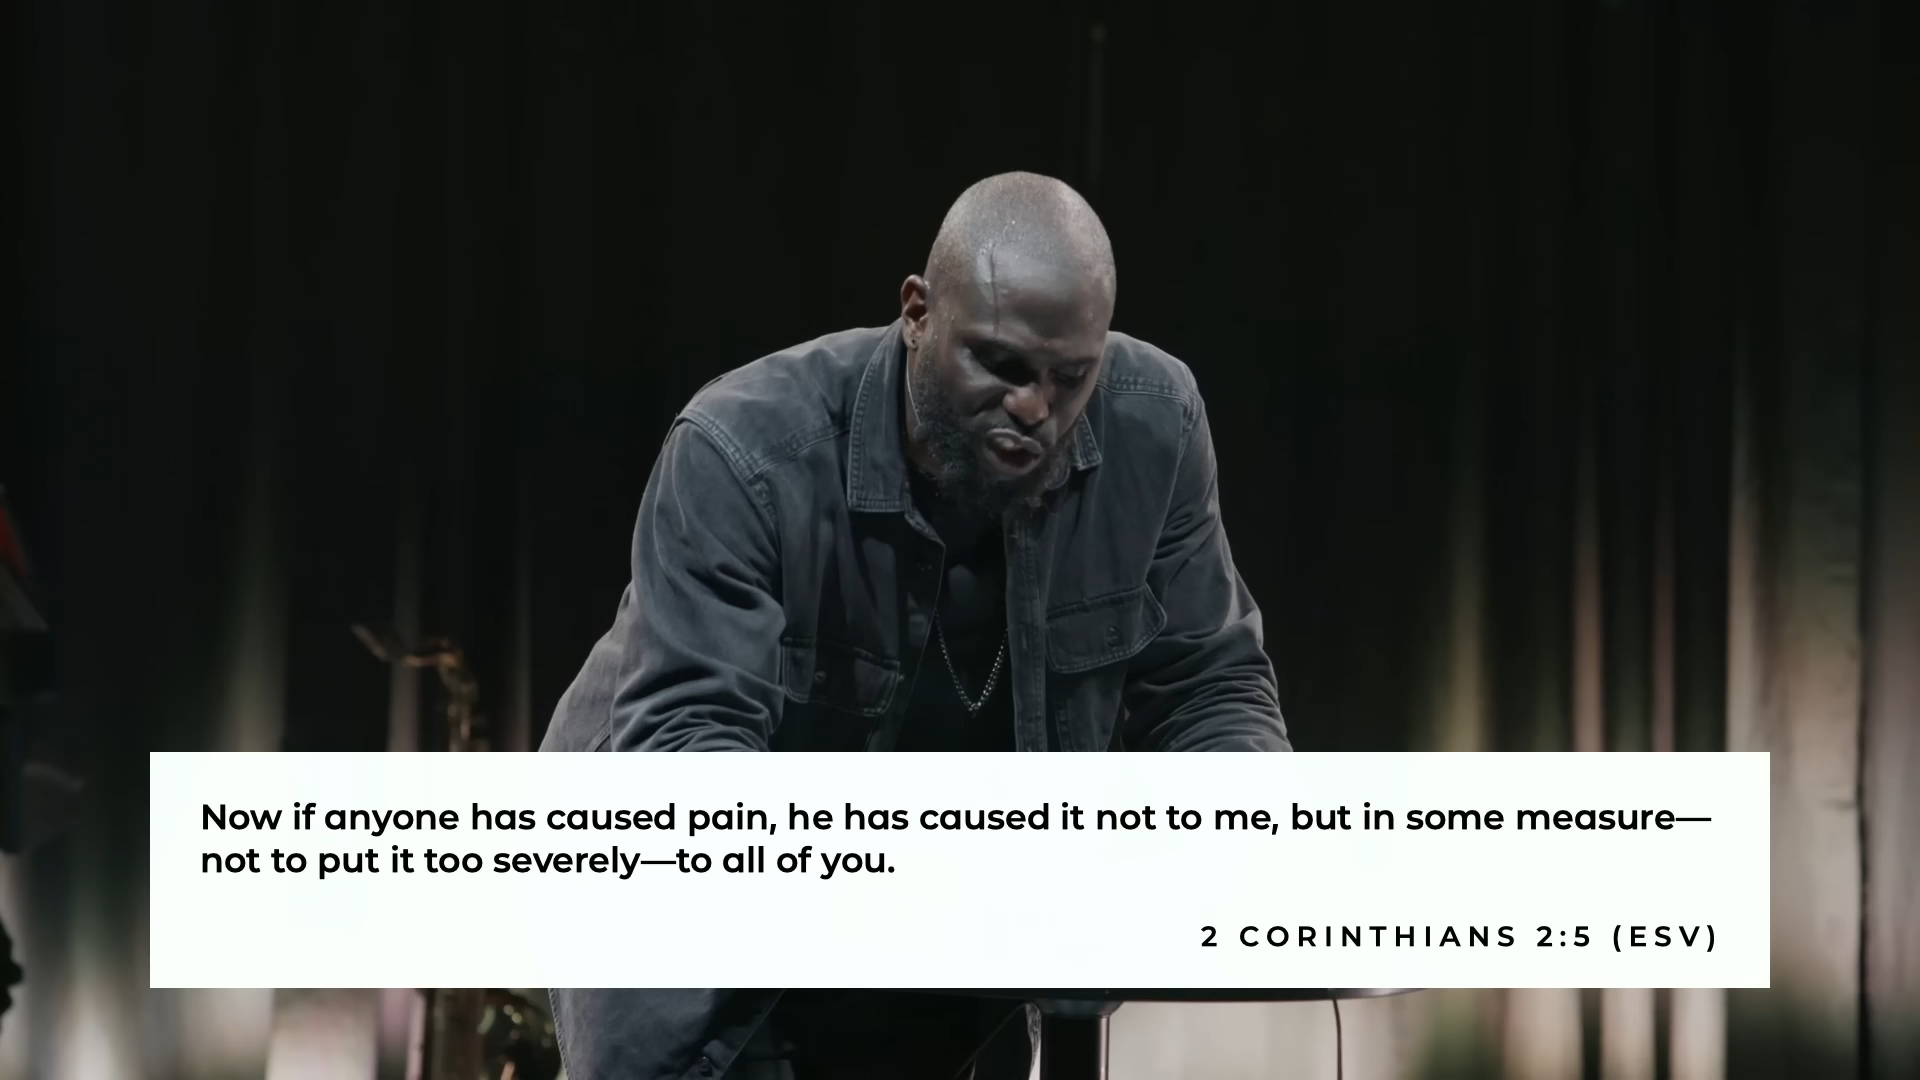 Now if anyone has caused pain, he has caused it not to me, but in some measure—
not to put it too severely—to all of you.
2 CORINTHIANS 2:5 (ESV)